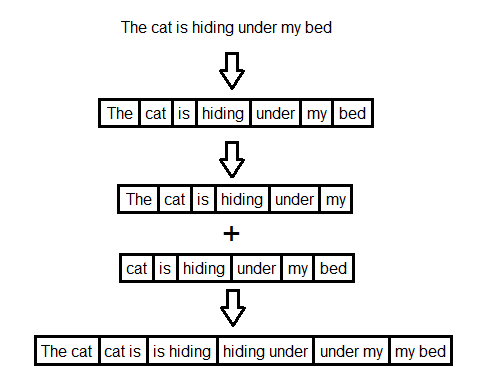 The cat is hiding under my bed
The cat is hiding under my bed
The cat is hiding under my
+
cat is hiding under my bed
The cat cat is is hiding hiding under under my my bed